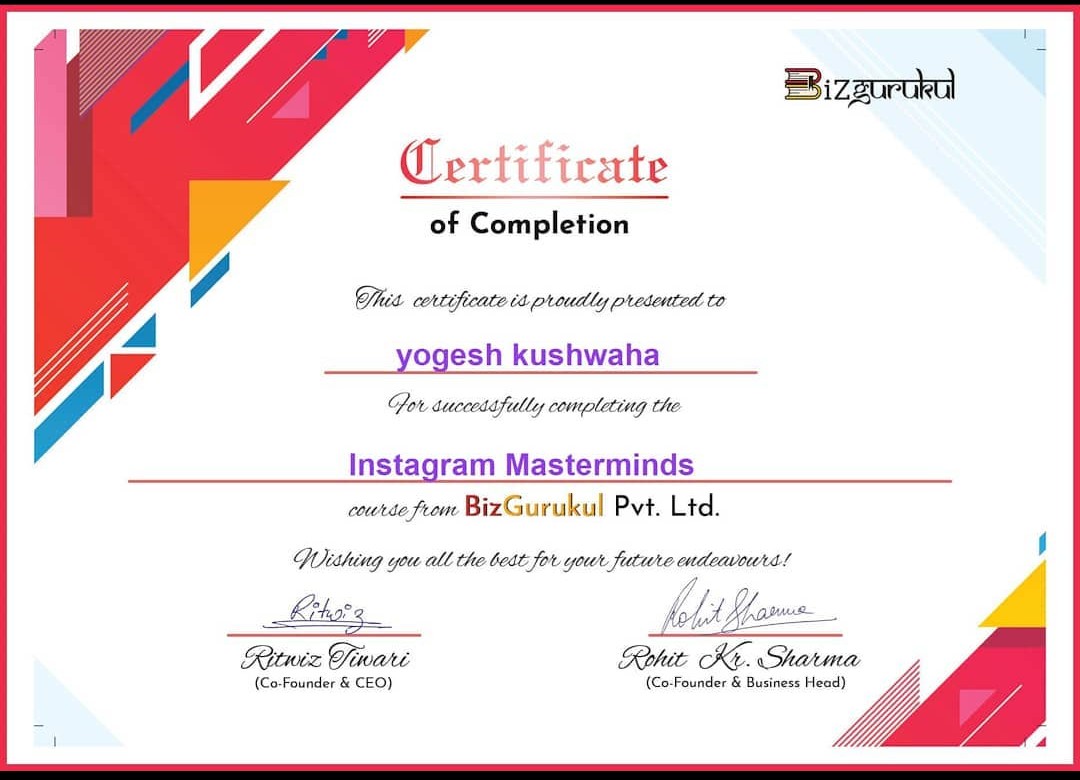 Bizgurukul
Certificate
of Completion
This certificate is proudly presented to
yogesh kushwaha
For successfully completing the
Instagram Masterminds
course from BizGurukul Pvt. Ltd.
Wishing you all the best for your future endeavours!
Ritwiz Rohit Sharma
Ritwiz Tiwari Rohit Kr. Sharma
(Co-Founder & CEO) (Co-Founder & Business Head)